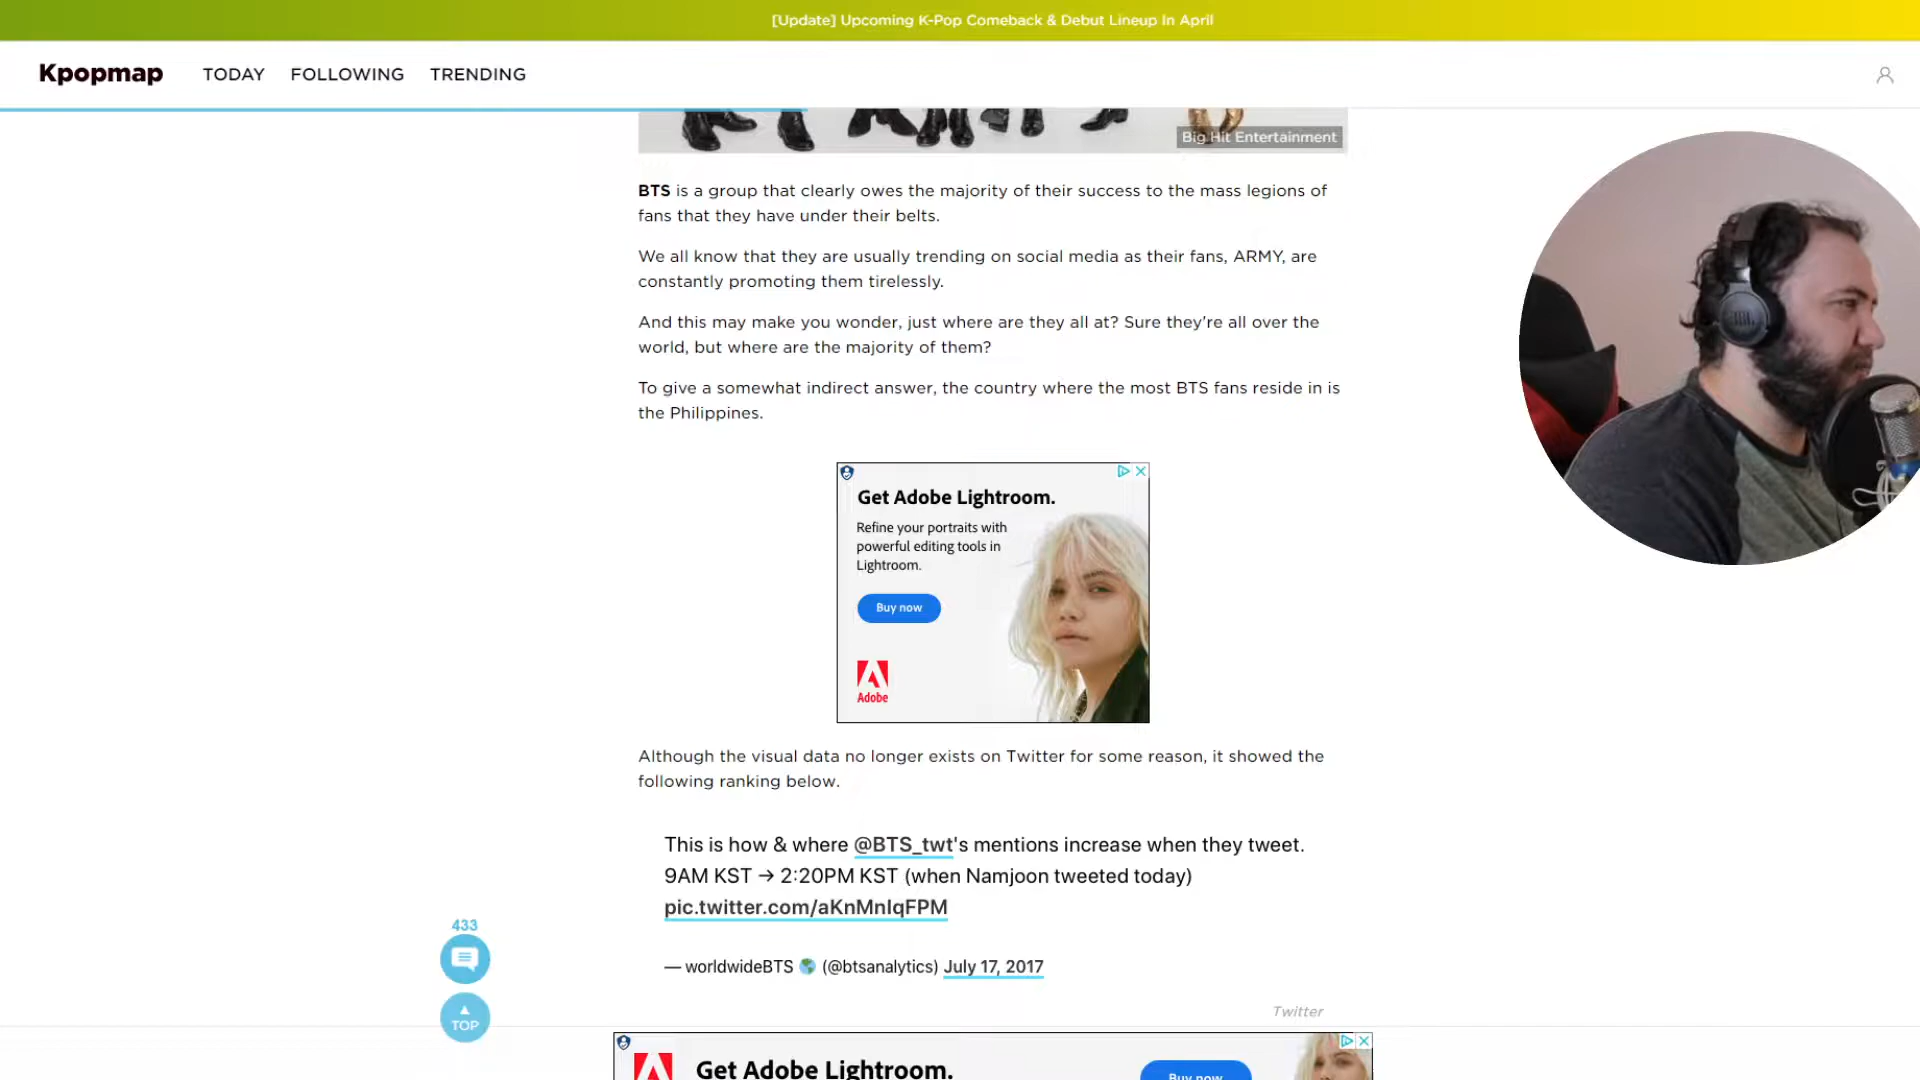 [Update] Upcoming K-Pop Comeback & Debut Lineup In April
Kpopmap
TODAY
FOLLOWING
TRENDING
Big Hit Entertainment
BTS is a group that clearly owes the majority of their success to the mass legions of
fans that they have under their belts.
We all know that they are usually trending on social media as their fans, ARMY, are
constantly promoting them tirelessly.
And this may make you wonder, just where are they all at? Sure they're all over the
world, but where are the majority of them?
To give a somewhat indirect answer, the country where the most BTS fans reside in is
the Philippines.
Get Adobe Lightroom.
Refine your portraits with
powerful editing tools in
Lightroom.
Buy now
Adobe
Although the visual data no longer exists on Twitter for some reason, it showed the
following ranking below.
This is how & where @BTS_twt's mentions increase when they tweet.
9AM KST → 2:20PM KST (when Namjoon tweeted today)
pic.twitter.com/aKnMnIqFPM
— worldwideBTS 🌎 (@btsanalytics) July 17, 2017
Twitter
433
TOP
Get Adobe Lightroom.
Buy now
JBL